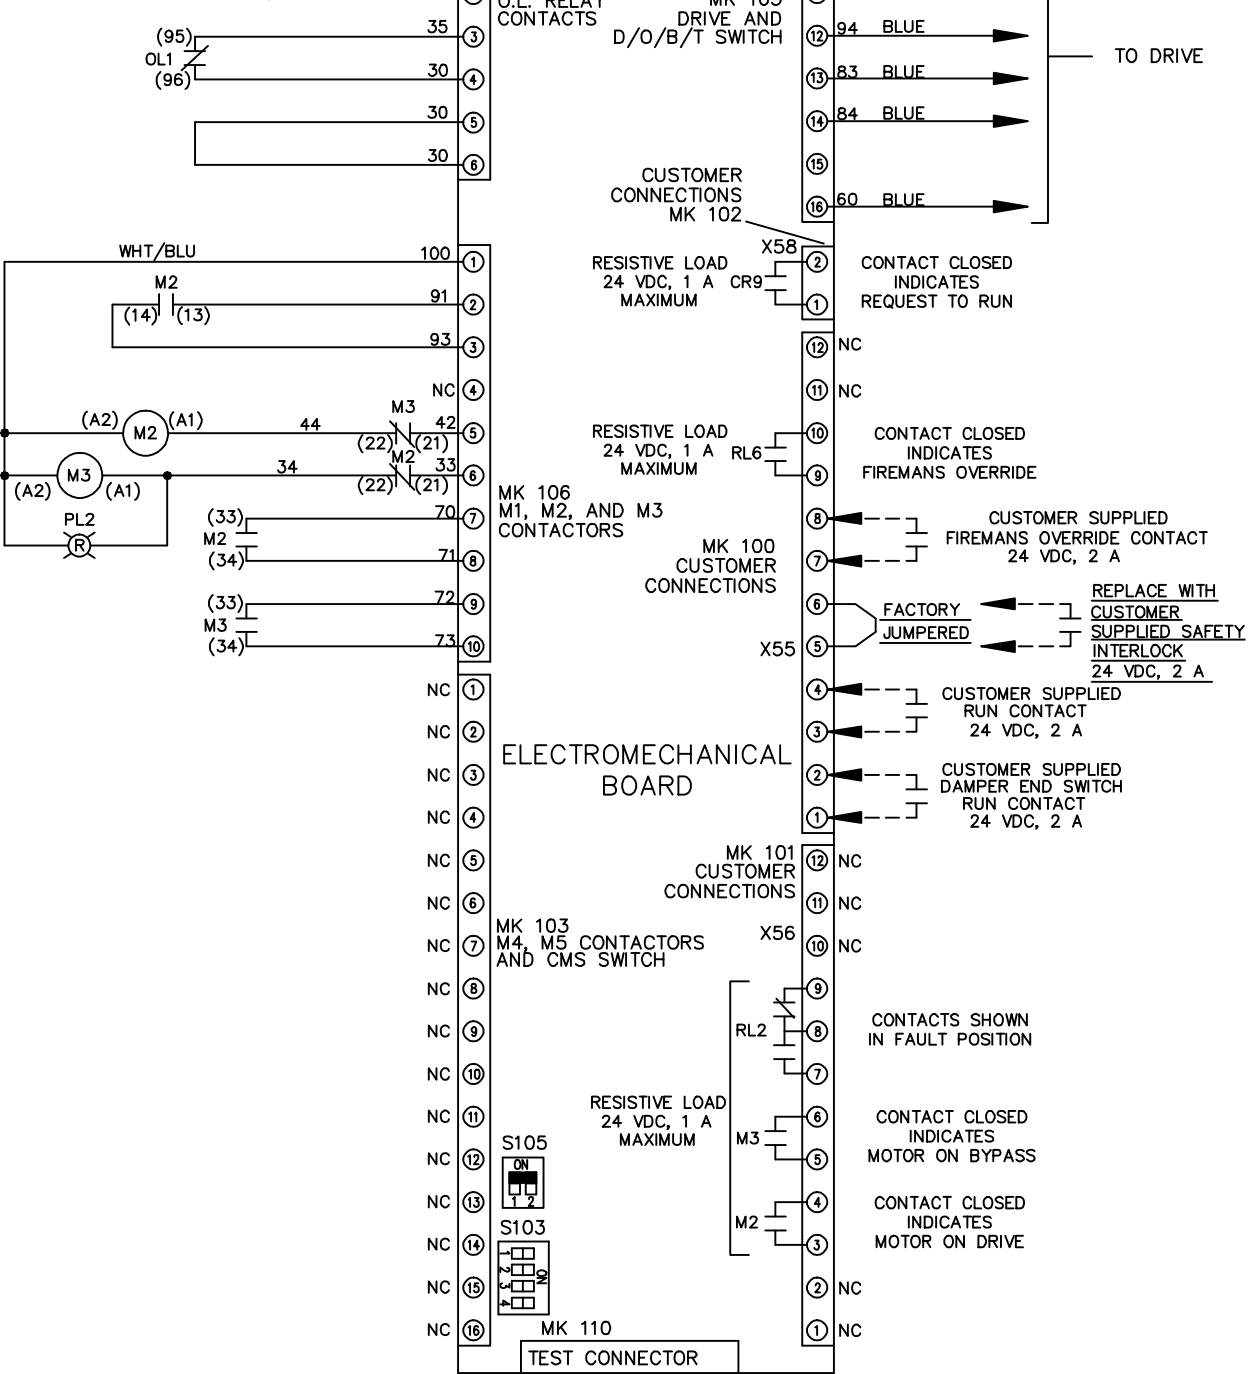 O.L. RELAY
CONTACTS
MK 105
DRIVE AND
D/O/B/T SWITCH
(95)
OL1
(96)
35
3
30
4
30
5
30
6
12
94 BLUE
13
83 BLUE
14
84 BLUE
15
16
60 BLUE
TO DRIVE
CUSTOMER
CONNECTIONS
MK 102
X58
WHT/BLU
100
1
M2
(14)
(13)
91
2
93
3
NC
4
(A2)
M2
(A1)
44
M3
(22)
(21)
42
5
(A2)
M3
(A1)
34
M2
(22)
(21)
33
6
PL2
R
(33)
M2
(34)
70
7
71
8
(33)
M3
(34)
72
9
73
10
MK 106
M1, M2, AND M3
CONTACTORS
RESISTIVE LOAD
24 VDC, 1 A
MAXIMUM
CR9
2
1
CONTACT CLOSED
INDICATES
REQUEST TO RUN
12
NC
11
NC
RESISTIVE LOAD
24 VDC, 1 A
MAXIMUM
RL6
10
9
CONTACT CLOSED
INDICATES
FIREMANS OVERRIDE
MK 100
CUSTOMER
CONNECTIONS
8
7
CUSTOMER SUPPLIED
FIREMANS OVERRIDE CONTACT
24 VDC, 2 A
X55
6
5
FACTORY
JUMPERED
REPLACE WITH
CUSTOMER
SUPPLIED SAFETY
INTERLOCK
24 VDC, 2 A
4
3
CUSTOMER SUPPLIED
RUN CONTACT
24 VDC, 2 A
2
1
CUSTOMER SUPPLIED
DAMPER END SWITCH
RUN CONTACT
24 VDC, 2 A
ELECTROMECHANICAL
BOARD
NC 1
NC 2
NC 3
NC 4
NC 5
NC 6
NC 7
NC 8
NC 9
NC 10
NC 11
NC 12
NC 13
NC 14
NC 15
NC 16
MK 103
M4, M5 CONTACTORS
AND CMS SWITCH
MK 101
CUSTOMER
CONNECTIONS
X56
12 NC
11 NC
10 NC
9
8
7
RL2
CONTACTS SHOWN
IN FAULT POSITION
RESISTIVE LOAD
24 VDC, 1 A
MAXIMUM
M3
6
5
CONTACT CLOSED
INDICATES
MOTOR ON BYPASS
M2
4
3
CONTACT CLOSED
INDICATES
MOTOR ON DRIVE
2 NC
1 NC
S105
ON
1 2
S103
1
2
3
4
ON
MK 110
TEST CONNECTOR